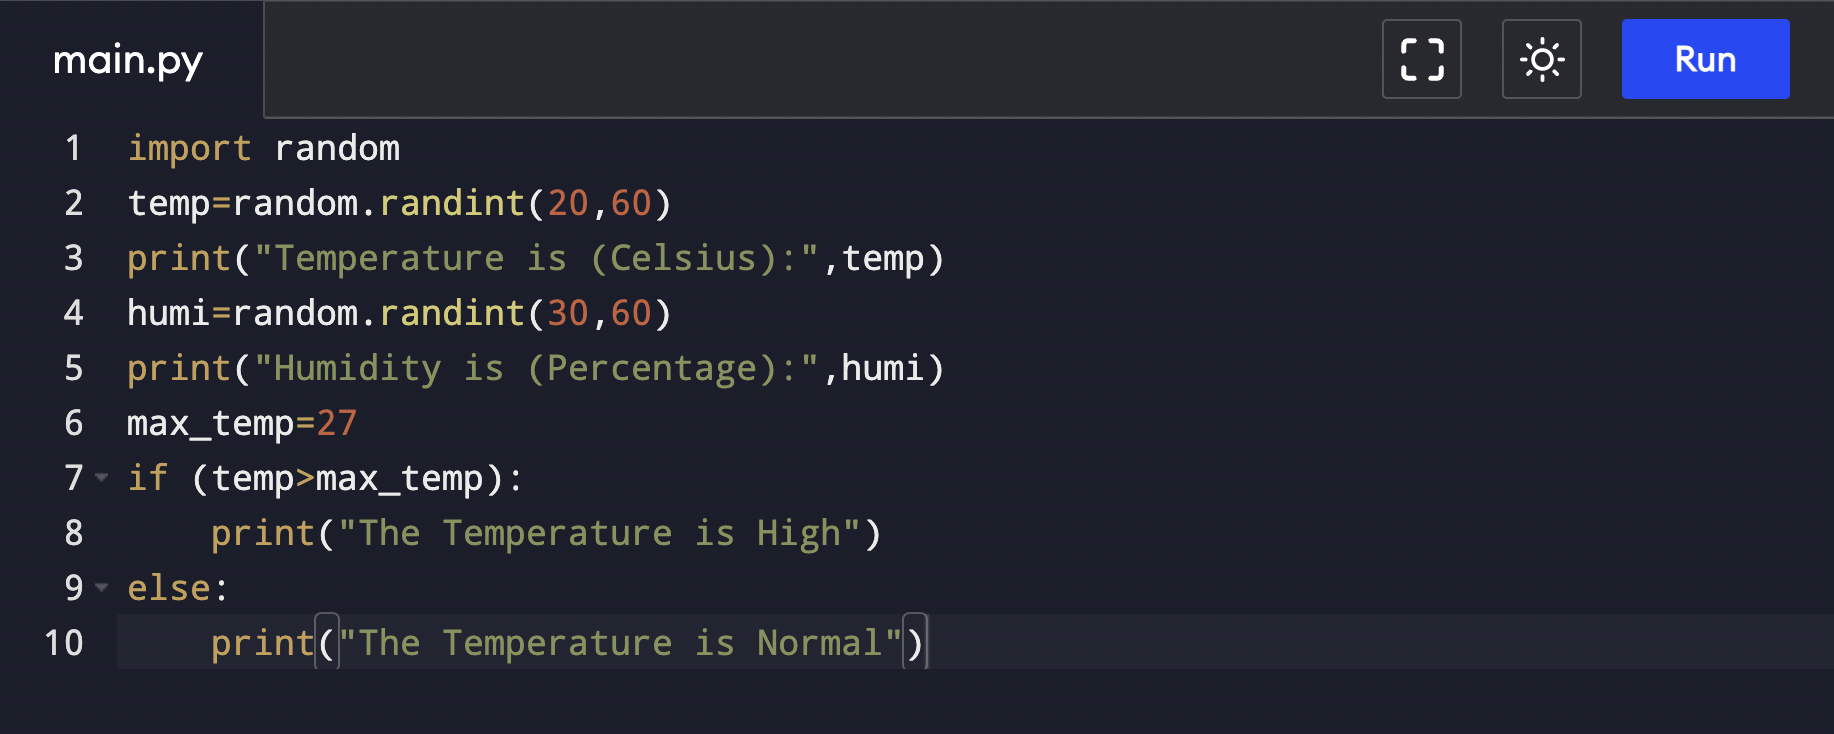 main.py
Run
1 import random
2 temp=random.randint(20,60)
3 print("Temperature is (Celsius):",temp)
4 humi=random.randint(30,60)
5 print("Humidity is (Percentage):",humi)
6 max_temp=27
7 if (temp>max_temp):
8     print("The Temperature is High")
9 else:
10     print("The Temperature is Normal")